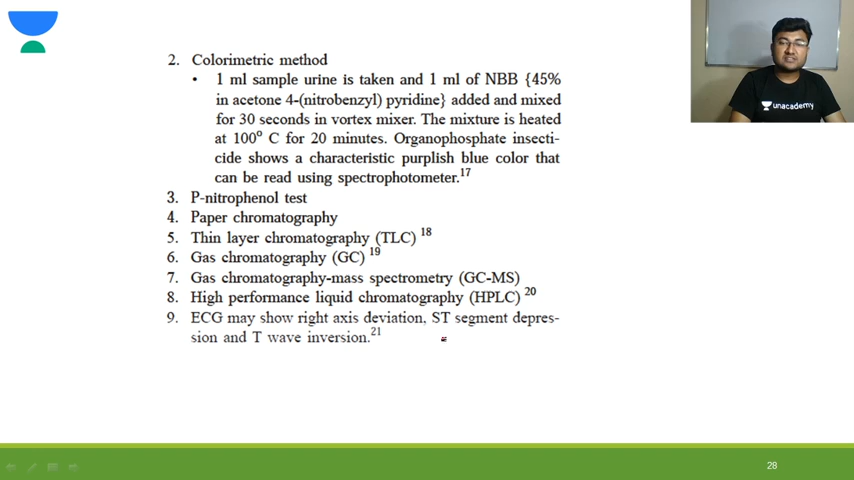 2. Colorimetric method
• 1 ml sample urine is taken and 1 ml of NBB {45%
in acetone 4-(nitrobenzyl) pyridine} added and mixed
for 30 seconds in vortex mixer. The mixture is heated
at 100° C for 20 minutes. Organophosphate insecti-
cide shows a characteristic purplish blue color that
can be read using spectrophotometer.17
3. P-nitrophenol test
4. Paper chromatography
5. Thin layer chromatography (TLC) 18
6. Gas chromatography (GC) 19
7. Gas chromatography-mass spectrometry (GC-MS)
8. High performance liquid chromatography (HPLC) 20
9. ECG may show right axis deviation, ST segment depres-
sion and T wave inversion.21
unacademy
28